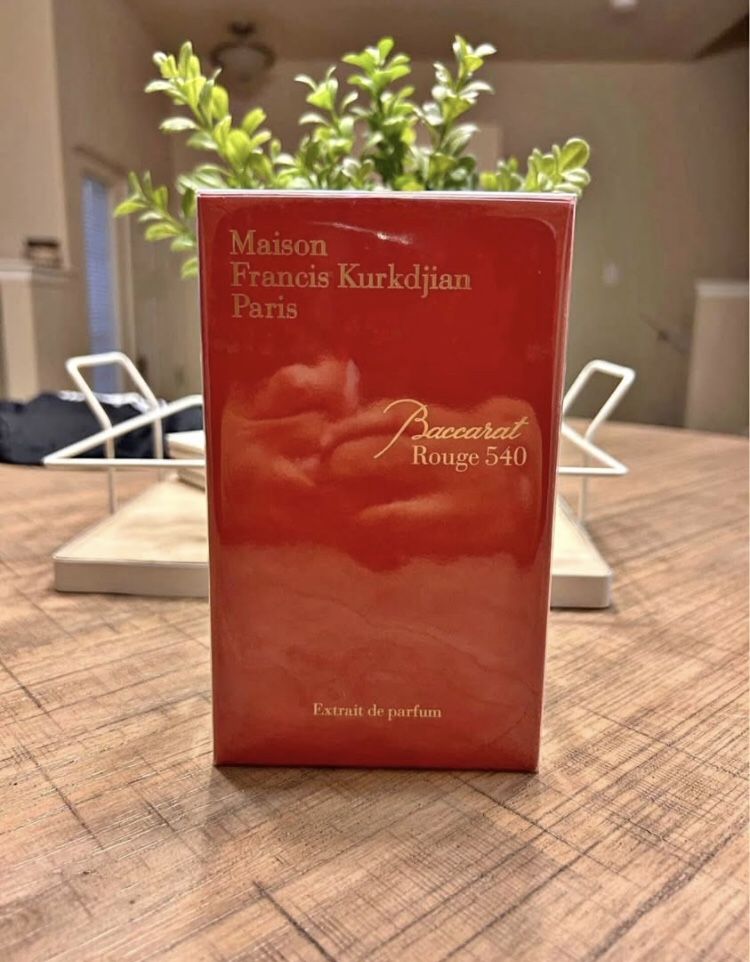 Maison
Francis Kurkdjian
Paris
Baccarat
Rouge 540
Extrait de parfum